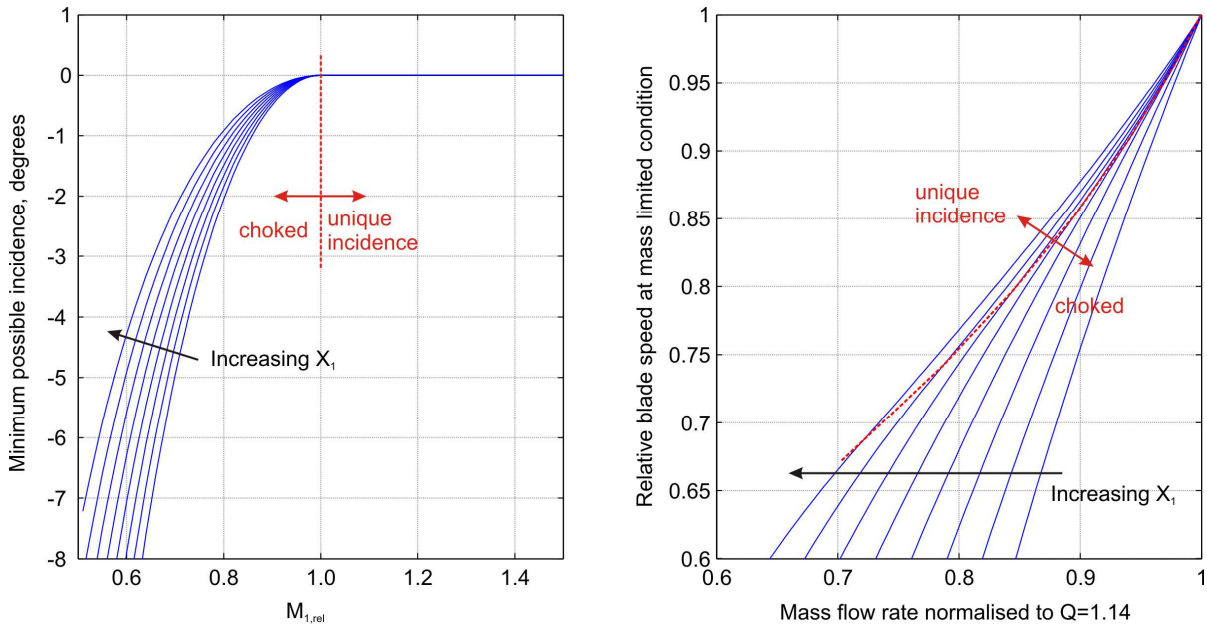 Minimum possible incidence, degrees
1
0
-1
-2
-3
-4
-5
-6
-7
-8
0.6
0.8
1.0
1.2
1.4
M1,rel
choked
unique
incidence
Increasing X1
Relative blade speed at mass limited condition
1
0.95
0.9
0.85
0.8
0.75
0.7
0.65
0.6
0.6
0.7
0.8
0.9
1
Mass flow rate normalised to Q=1.14
unique
incidence
choked
Increasing X1